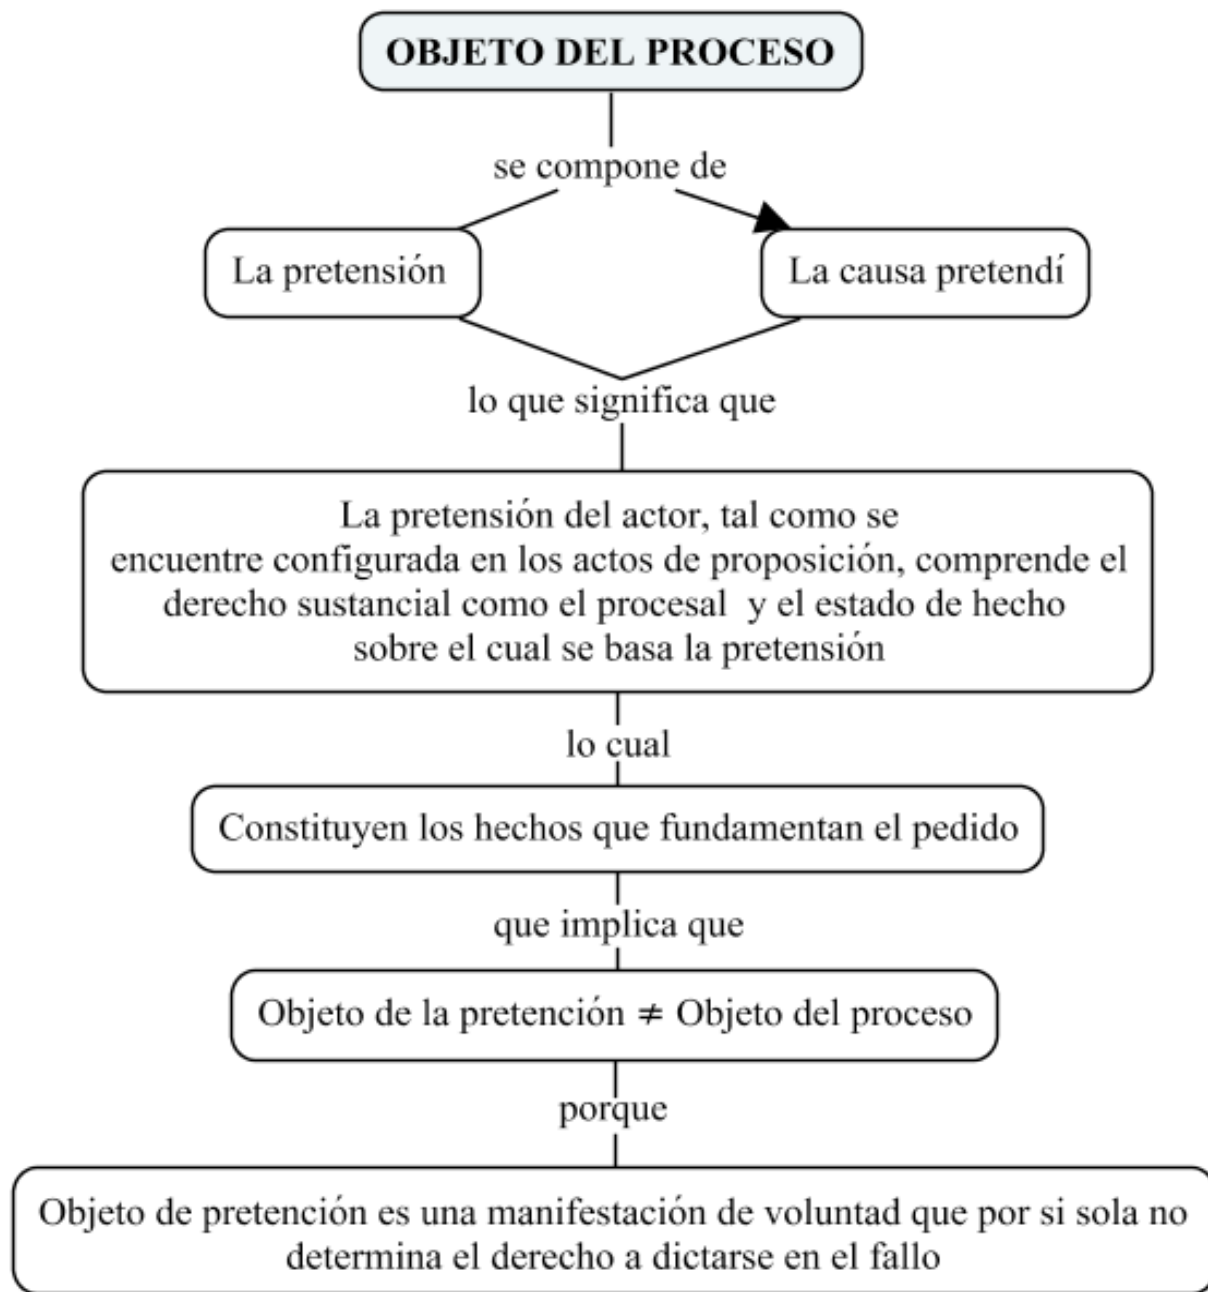 OBJETO DEL PROCESO
se compone de
La pretensión
La causa pretendí
lo que significa que
La pretensión del actor, tal como se
encuentre configurada en los actos de proposición, comprende el
derecho sustancial como el procesal y el estado de hecho
sobre el cual se basa la pretensión
lo cual
Constituyen los hechos que fundamentan el pedido
que implica que
Objeto de la pretención ≠ Objeto del proceso
porque
Objeto de pretención es una manifestación de voluntad que por si sola no
determina el derecho a dictarse en el fallo